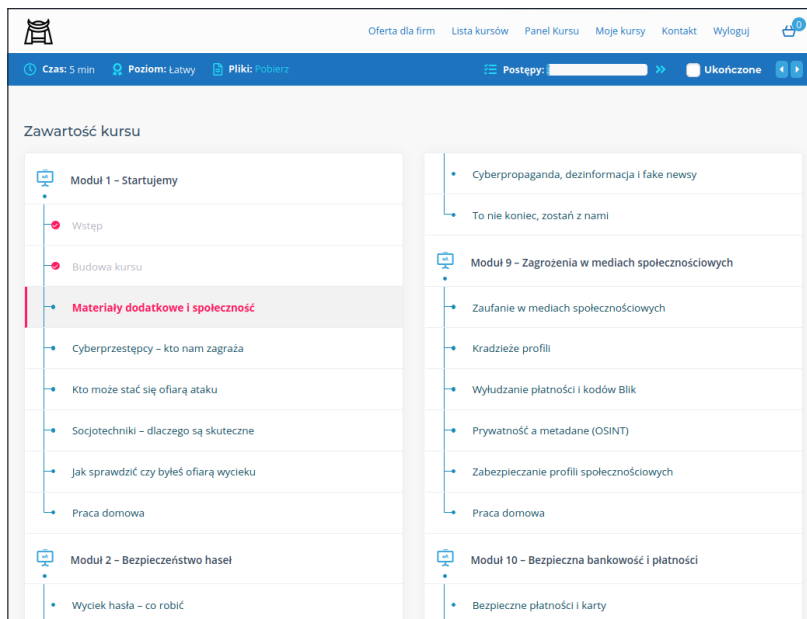 Oferta dla firm Lista kursów Panel Kursu Moje kursy Kontakt Wyloguj 0
Czas: 5 min Poziom: Łatwy Pliki: Pobierz Postępy: Ukończone
Zawartość kursu
Moduł 1 – Startujemy
Wstęp
Budowa kursu
Materiały dodatkowe i społeczność
Cyberprzestępcy – kto nam zagraża
Kto może stać się ofiarą ataku
Socjotechniki – dlaczego są skuteczne
Jak sprawdzić czy byłeś ofiarą wycieku
Praca domowa
Moduł 2 – Bezpieczeństwo haseł
Wyciek hasła – co robić
Cyberpropaganda, dezinformacja i fake newsy
To nie koniec, zostań z nami
Moduł 9 – Zagrożenia w mediach społecznościowych
Zaufanie w mediach społecznościowych
Kradzieże profili
Wyłudzanie płatności i kodów Blik
Prywatność a metadane (OSINT)
Zabezpieczanie profili społecznościowych
Praca domowa
Moduł 10 – Bezpieczna bankowość i płatności
Bezpieczne płatności i karty